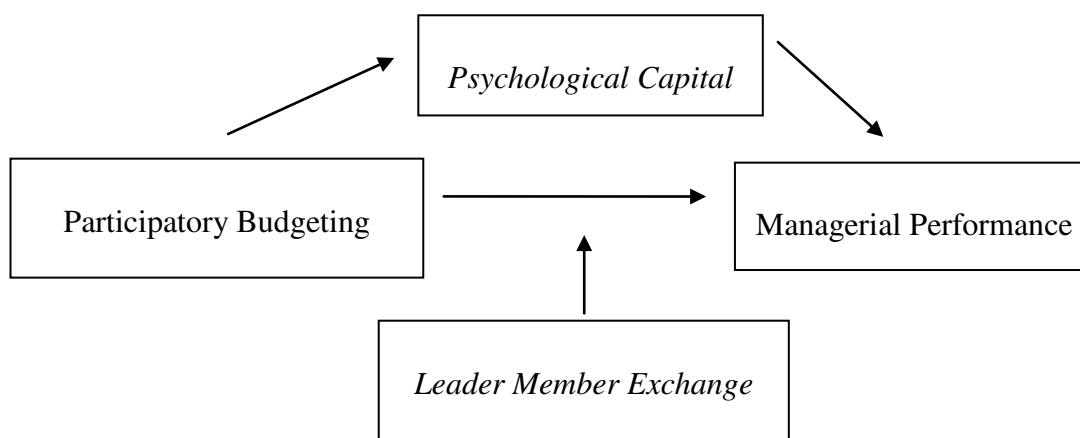 Psychological Capital
Participatory Budgeting
Managerial Performance
Leader Member Exchange